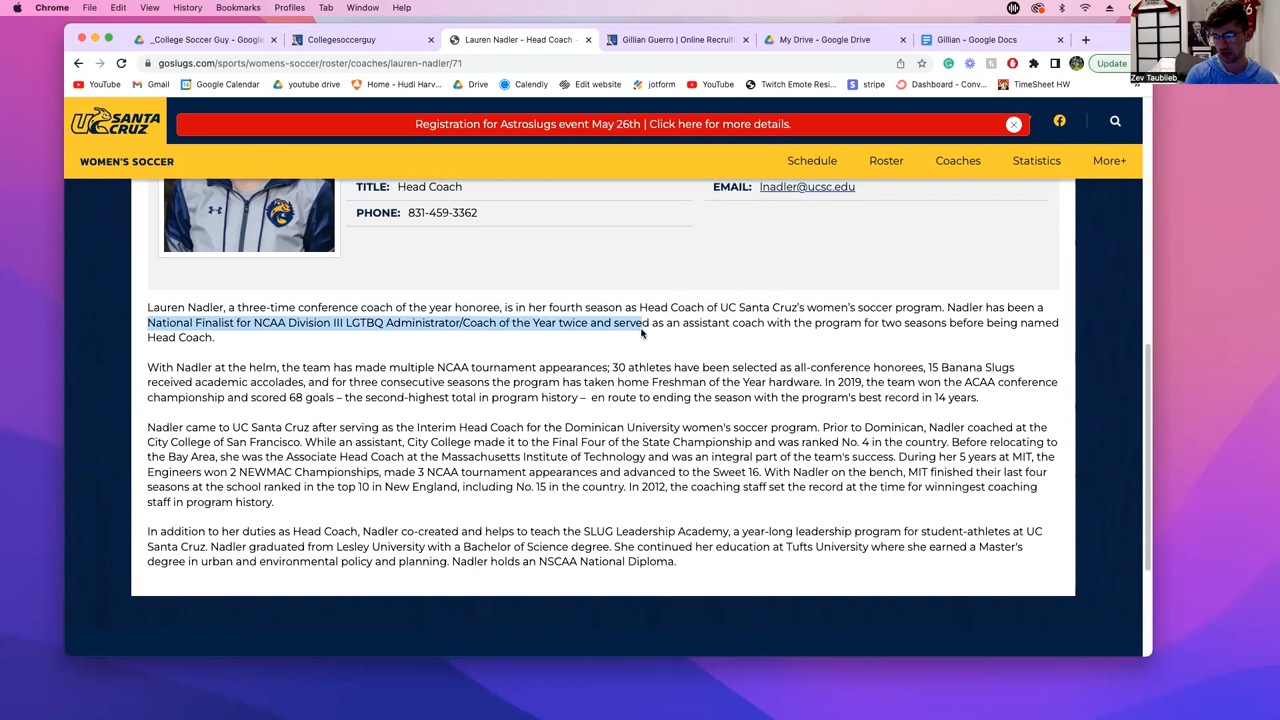 Chrome File Edit View History Bookmarks Profiles Tab Window Help
_College Soccer Guy - Google Collegesoccerguy Lauren Nadler - Head Coach - Gillian Guerro | Online Recruiti My Drive - Google Drive Gillian - Google Docs
goslugs.com/sports/womens-soccer/roster/coaches/lauren-nadler/71 Update
YouTube Gmail Google Calendar youtube drive Home - Hudl Harv... Drive Calendly Edit website jotform YouTube Twitch Emote Resi... stripe Dashboard - Conv... TimeSheet HW »
Zev Taublieb
UC SANTA CRUZ
Registration for Astroslugs event May 26th | Click here for more details.
WOMEN'S SOCCER Schedule Roster Coaches Statistics More+
TITLE: Head Coach EMAIL: lnadler@ucsc.edu
PHONE: 831-459-3362
Lauren Nadler, a three-time conference coach of the year honoree, is in her fourth season as Head Coach of UC Santa Cruz's women's soccer program. Nadler has been a
National Finalist for NCAA Division III LGTBQ Administrator/Coach of the Year twice and served as an assistant coach with the program for two seasons before being named
Head Coach.
With Nadler at the helm, the team has made multiple NCAA tournament appearances; 30 athletes have been selected as all-conference honorees, 15 Banana Slugs
received academic accolades, and for three consecutive seasons the program has taken home Freshman of the Year hardware. In 2019, the team won the ACAA conference
championship and scored 68 goals – the second-highest total in program history – en route to ending the season with the program's best record in 14 years.
Nadler came to UC Santa Cruz after serving as the Interim Head Coach for the Dominican University women's soccer program. Prior to Dominican, Nadler coached at the
City College of San Francisco. While an assistant, City College made it to the Final Four of the State Championship and was ranked No. 4 in the country. Before relocating to
the Bay Area, she was the Associate Head Coach at the Massachusetts Institute of Technology and was an integral part of the team's success. During her 5 years at MIT, the
Engineers won 2 NEWMAC Championships, made 3 NCAA tournament appearances and advanced to the Sweet 16. With Nadler on the bench, MIT finished their last four
seasons at the school ranked in the top 10 in New England, including No. 15 in the country. In 2012, the coaching staff set the record at the time for winningest coaching
staff in program history.
In addition to her duties as Head Coach, Nadler co-created and helps to teach the SLUG Leadership Academy, a year-long leadership program for student-athletes at UC
Santa Cruz. Nadler graduated from Lesley University with a Bachelor of Science degree. She continued her education at Tufts University where she earned a Master's
degree in urban and environmental policy and planning. Nadler holds an NSCAA National Diploma.